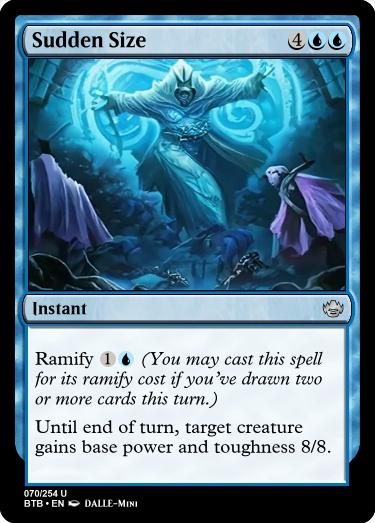 Sudden Size 4
Instant
Ramify 1 (You may cast this spell
for its ramify cost if you've drawn two
or more cards this turn.)
Until end of turn, target creature
gains base power and toughness 8/8.
070/254 U
BTB • EN DALLE-Mini